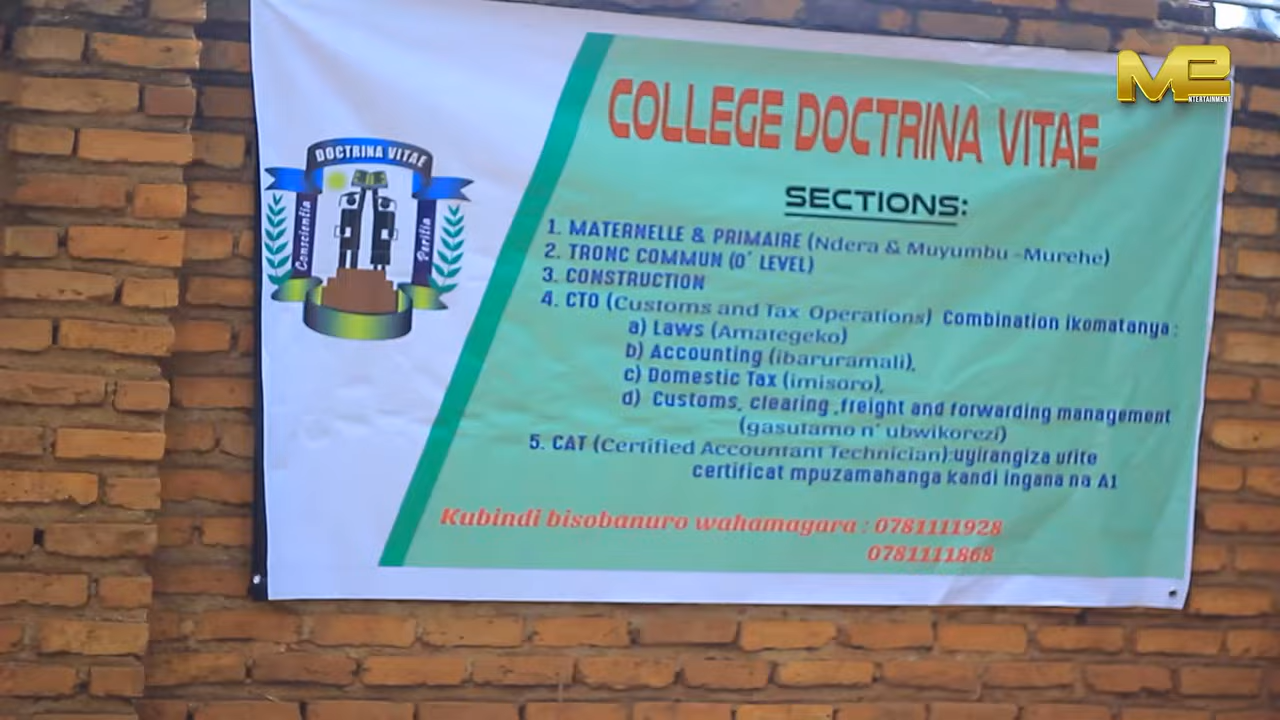 ME
NTERTAINMENT
COLLEGE DOCTRINA VITAE
DOCTRINA VITAE
Conscientia
Peritia
SECTIONS:
1. MATERNELLE & PRIMAIRE (Ndera & Muyumbu -Murehe)
2. TRONC COMMUN (O' LEVEL)
3. CONSTRUCTION
4. CTO (Customs and Tax Operations) Combination ikomatanya :
a) Laws (Amategeko)
b) Accounting (ibaruramali),
c) Domestic Tax (imisoro),
d) Customs, clearing ,freight and forwarding management
(gasutamo n' ubwikorezi)
5. CAT (Certified Accountant Technician):uyirangiza ufite
certificat mpuzamahanga kandi ingana na A1
Kubindi bisobanuro wahamagara : 0781111928
0781111868